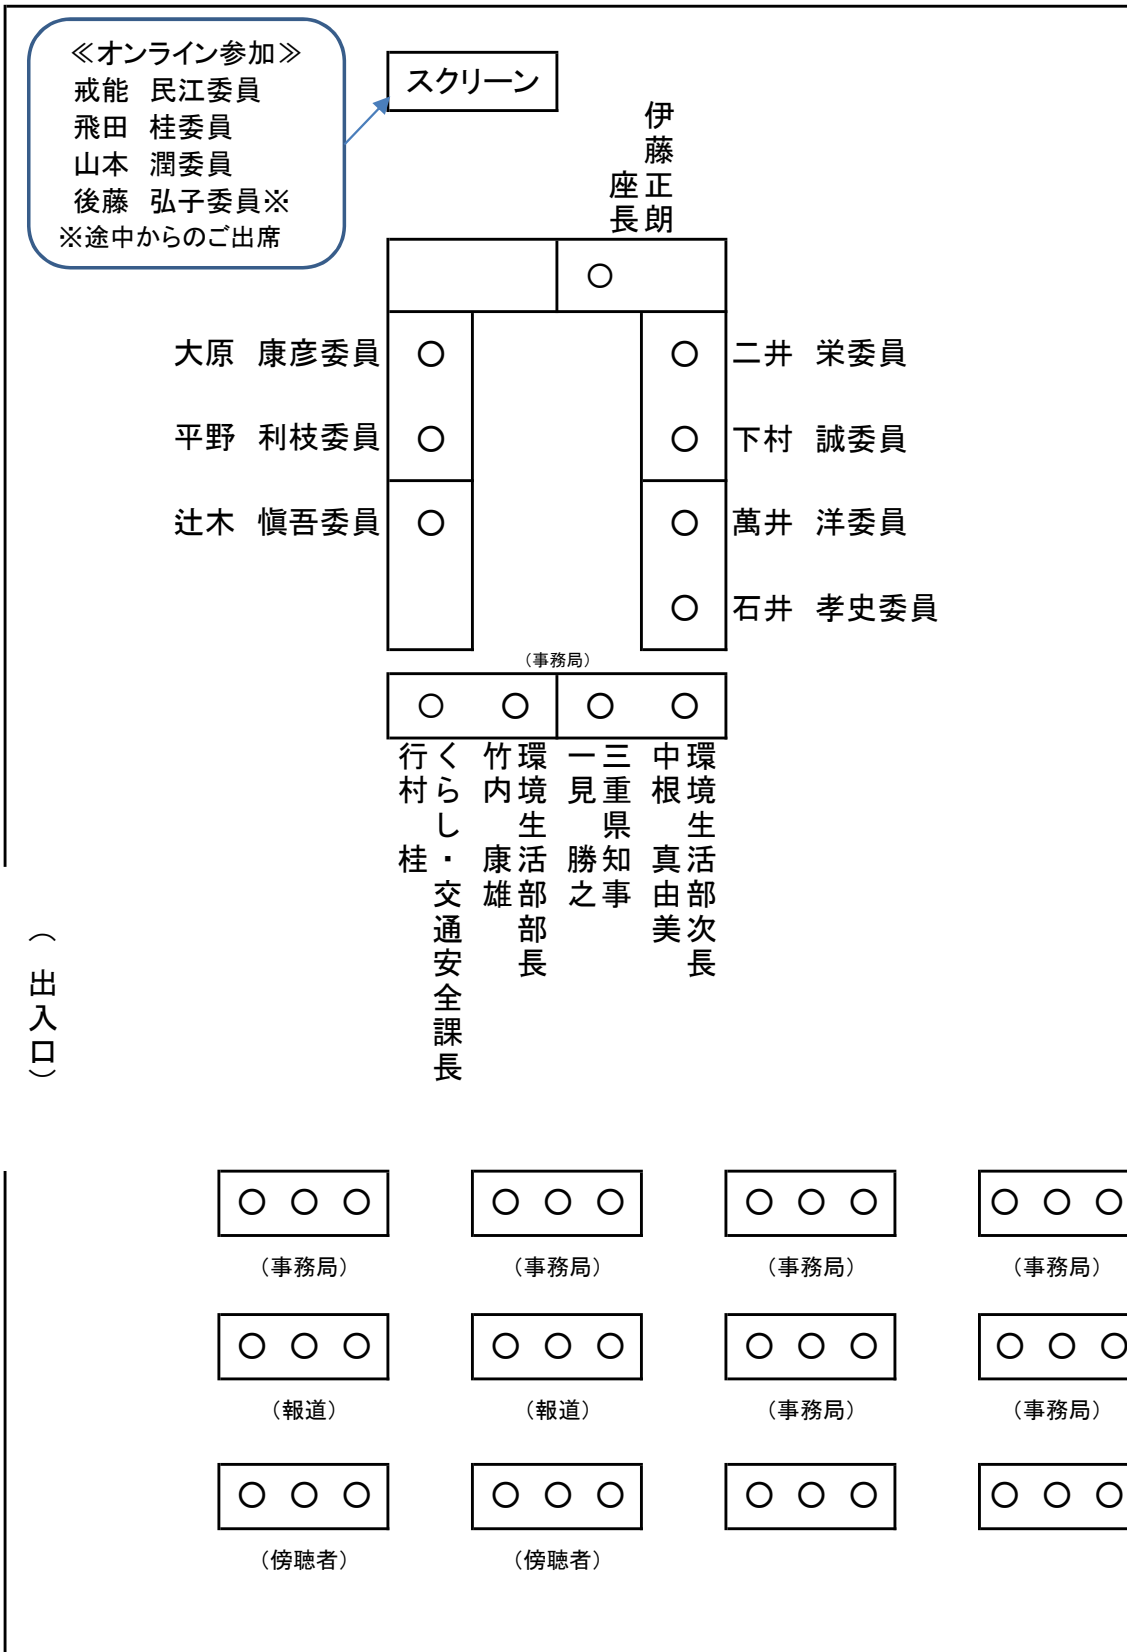 ≪オンライン参加≫
戒能　民江委員
飛田　桂委員
山本　潤委員
後藤　弘子委員※
※途中からのご出席
スクリーン
伊藤正朗
座長
大原　康彦委員
二井　栄委員
平野　利枝委員
下村　誠委員
辻木　愼吾委員
萬井　洋委員
石井　孝史委員
（事務局）
環境生活部次長
中根　真由美
三重県知事
一見　勝之
環境生活部部長
竹内　康雄
くらし・交通安全課長
行村　桂
（　出入口）
（事務局）
（事務局）
（事務局）
（事務局）
（報道）
（報道）
（事務局）
（事務局）
（傍聴者）
（傍聴者）